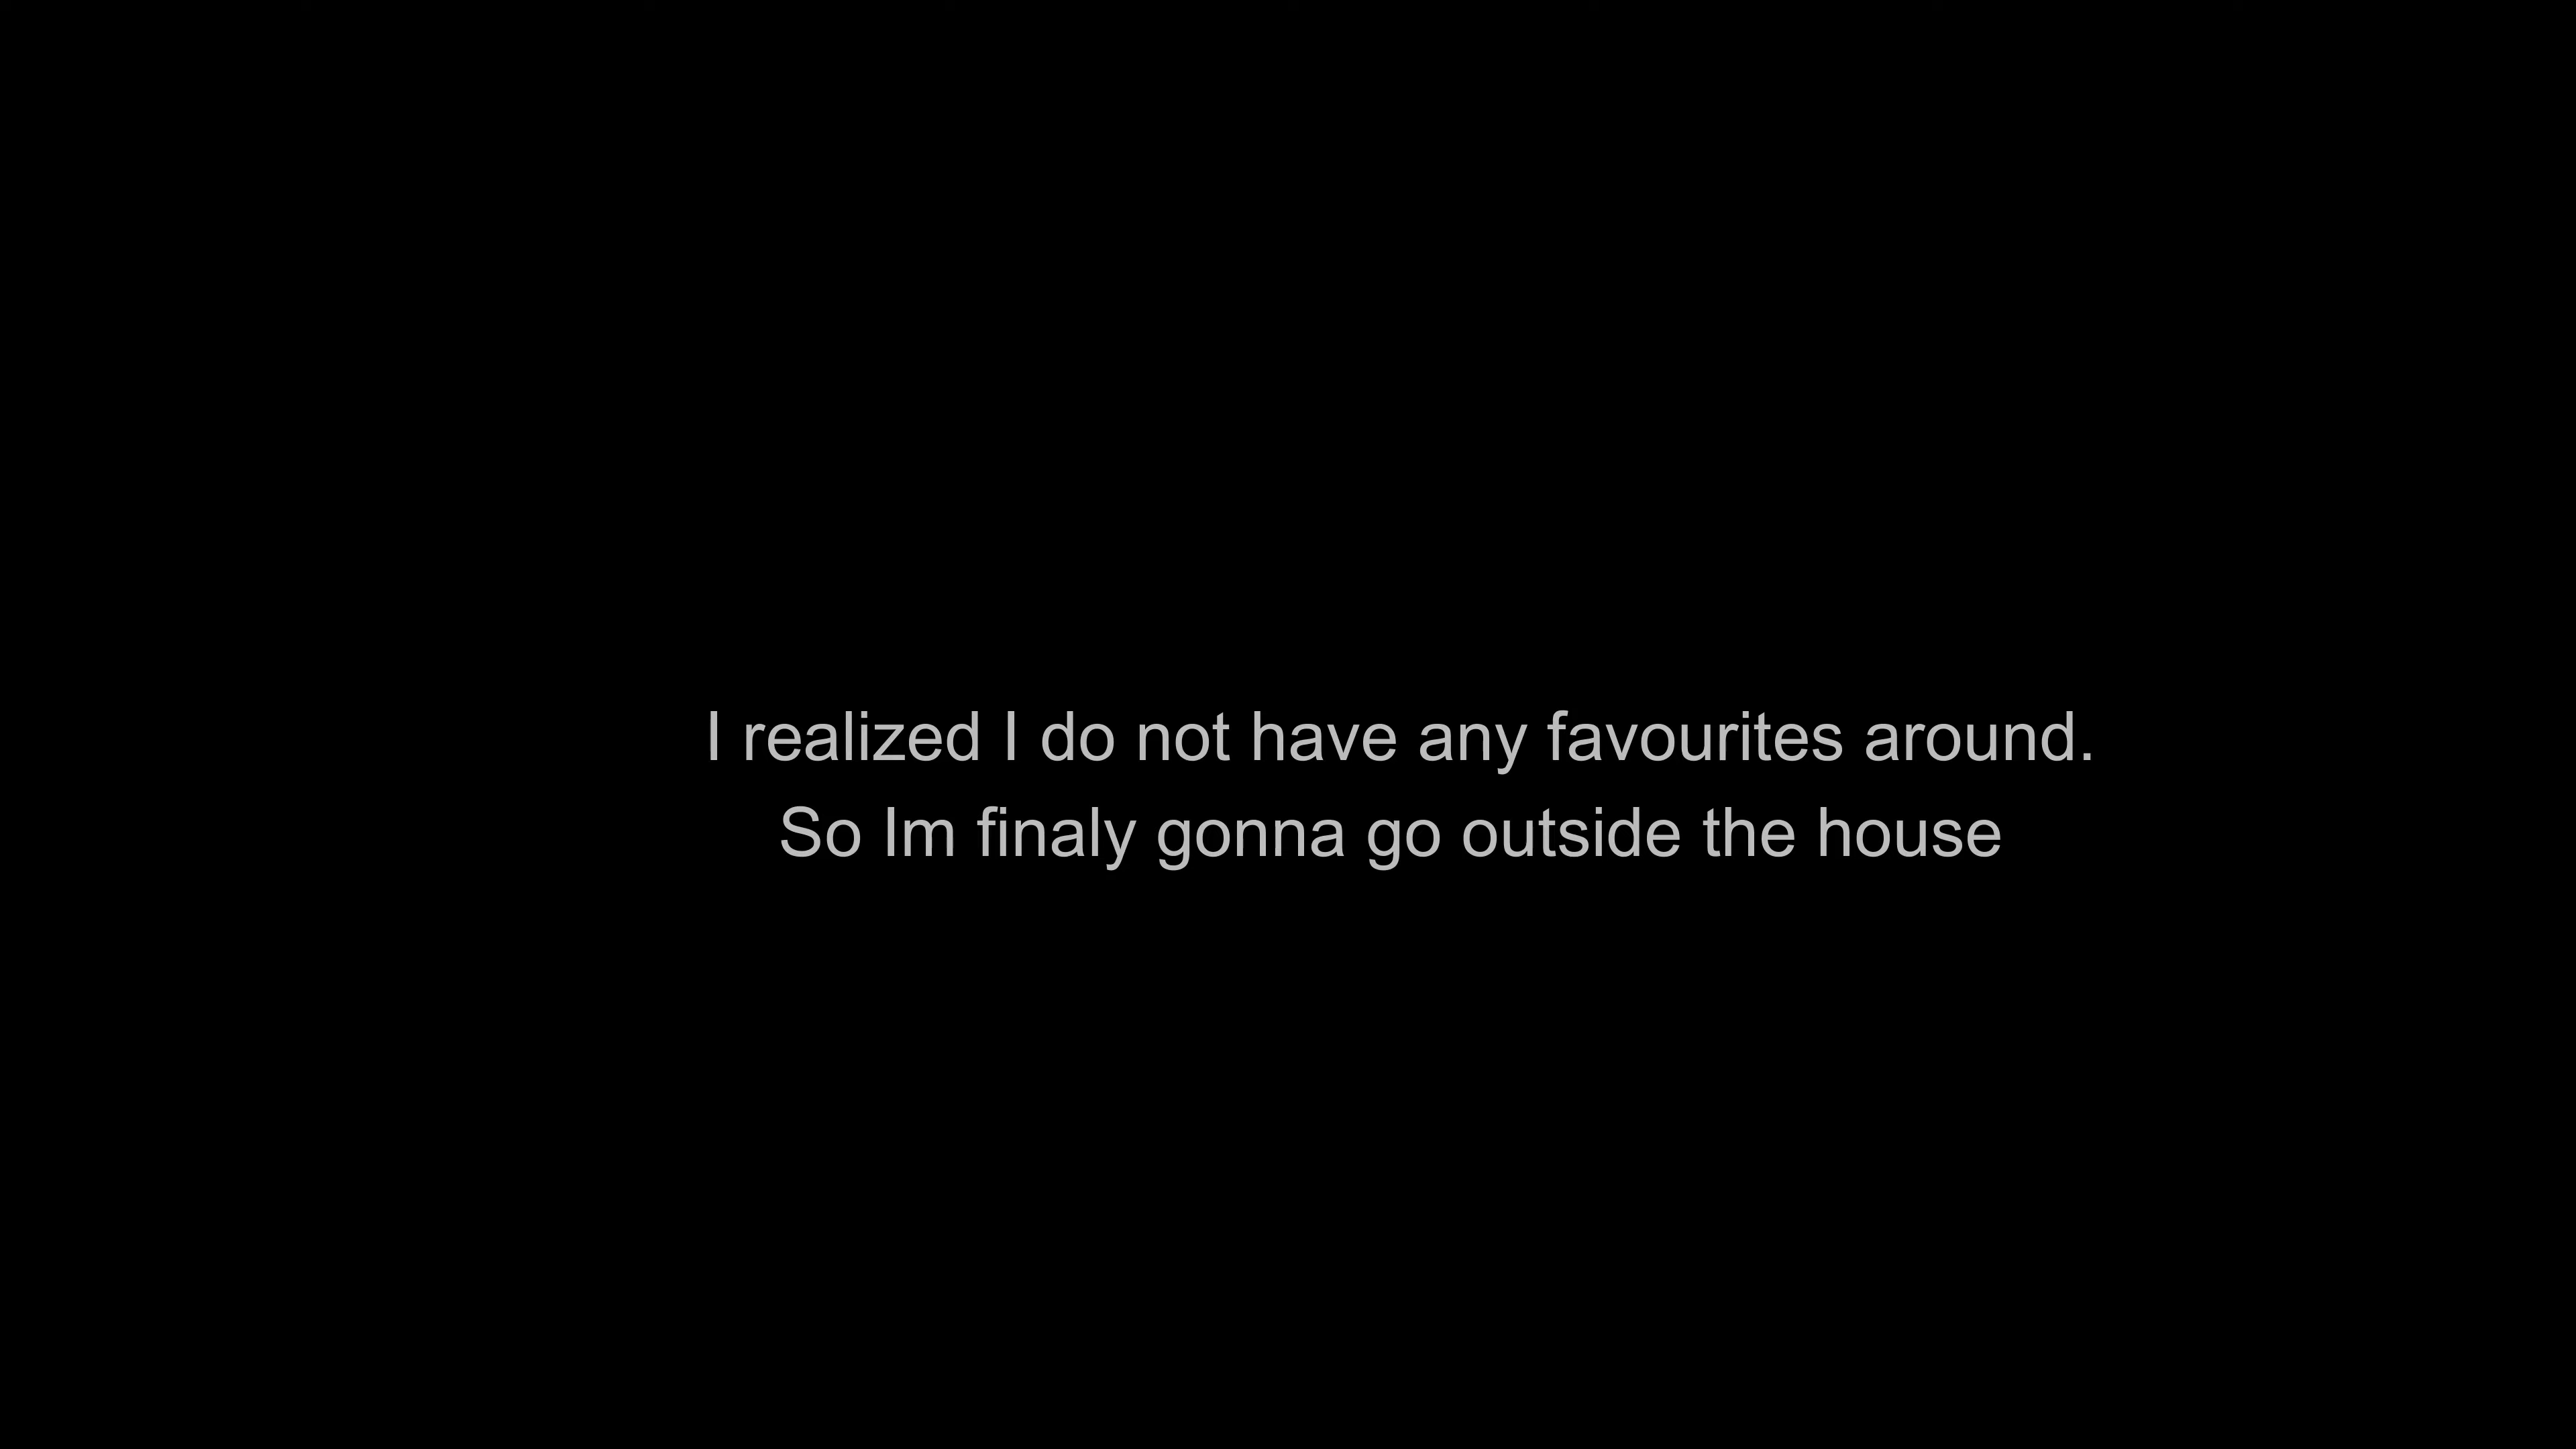 I realized I do not have any favourites around.
So Im finaly gonna go outside the house